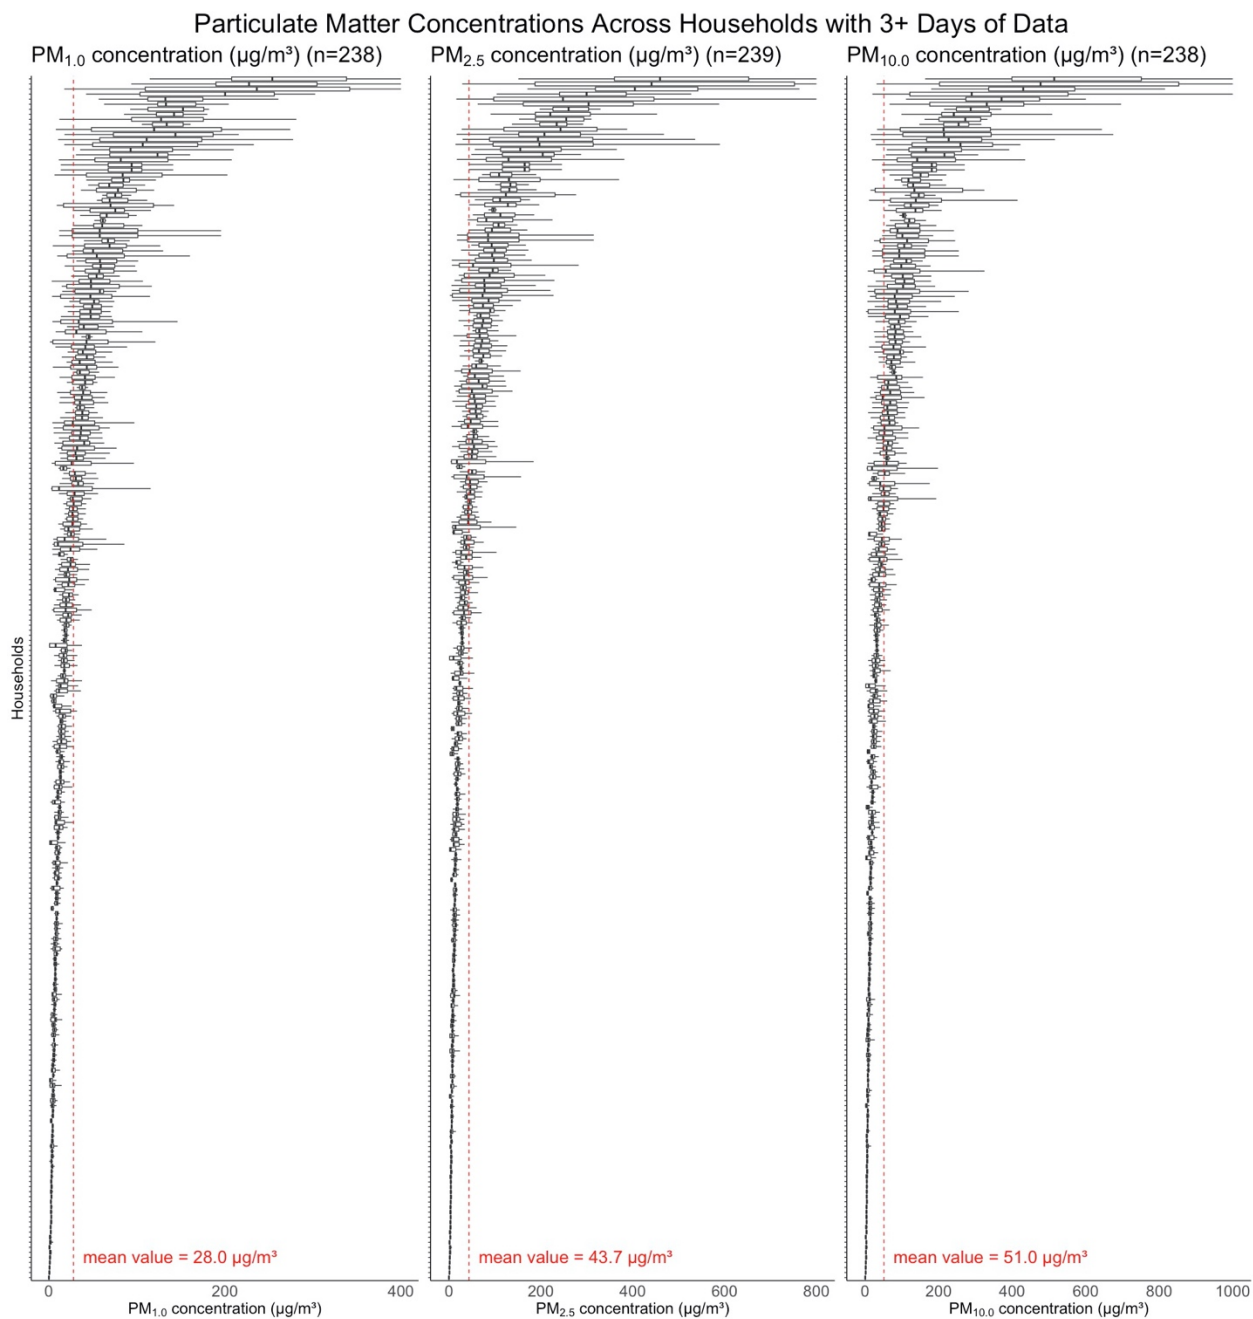 Particulate Matter Concentrations Across Households with 3+ Days of Data
PM1.0 concentration (µg/m³) (n=238)
PM2.5 concentration (µg/m³) (n=239)
PM10.0 concentration (µg/m³) (n=238)
Households
mean value = 28.0 µg/m³
mean value = 43.7 µg/m³
mean value = 51.0 µg/m³
0 200 400
0 200 400 600 800
0 200 400 600 800 1000
PM1.0 concentration (µg/m³)
PM2.5 concentration (µg/m³)
PM10.0 concentration (µg/m³)